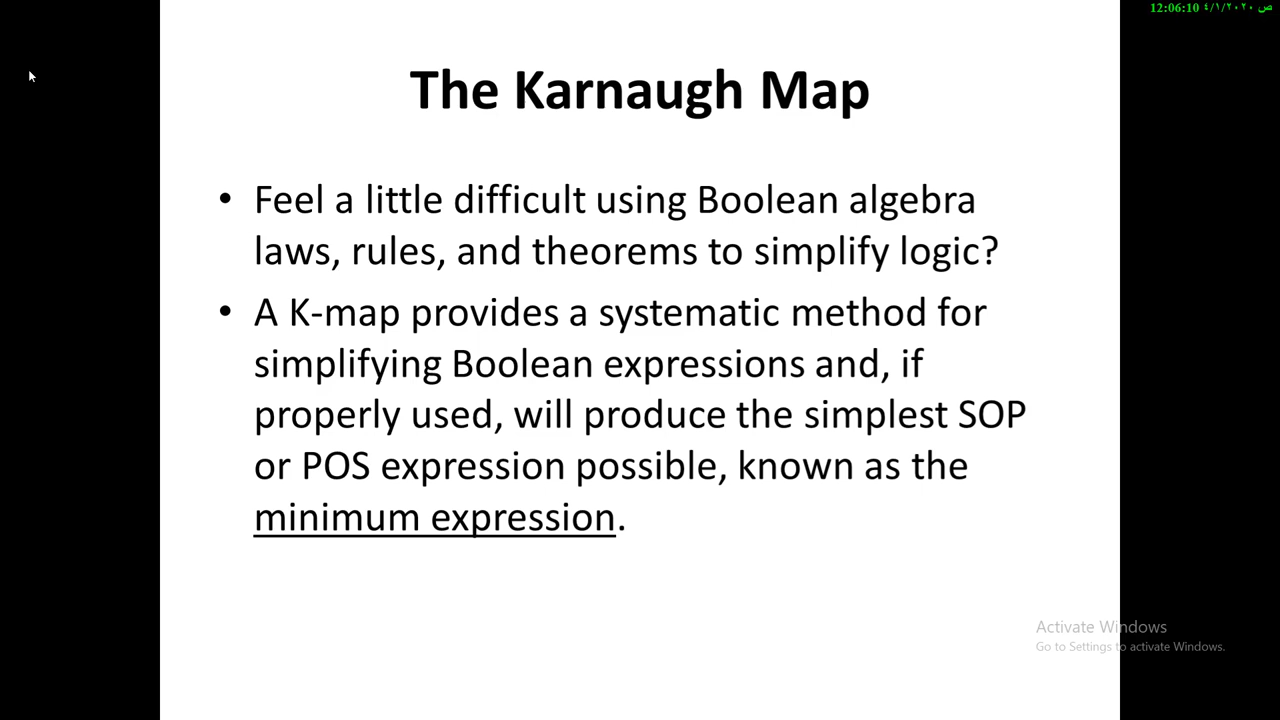 12:06:10 ٤/١/٢٠٢٠ ص
The Karnaugh Map
• Feel a little difficult using Boolean algebra
laws, rules, and theorems to simplify logic?
• A K-map provides a systematic method for
simplifying Boolean expressions and, if
properly used, will produce the simplest SOP
or POS expression possible, known as the
minimum expression.
Activate Windows
Go to Settings to activate Windows.